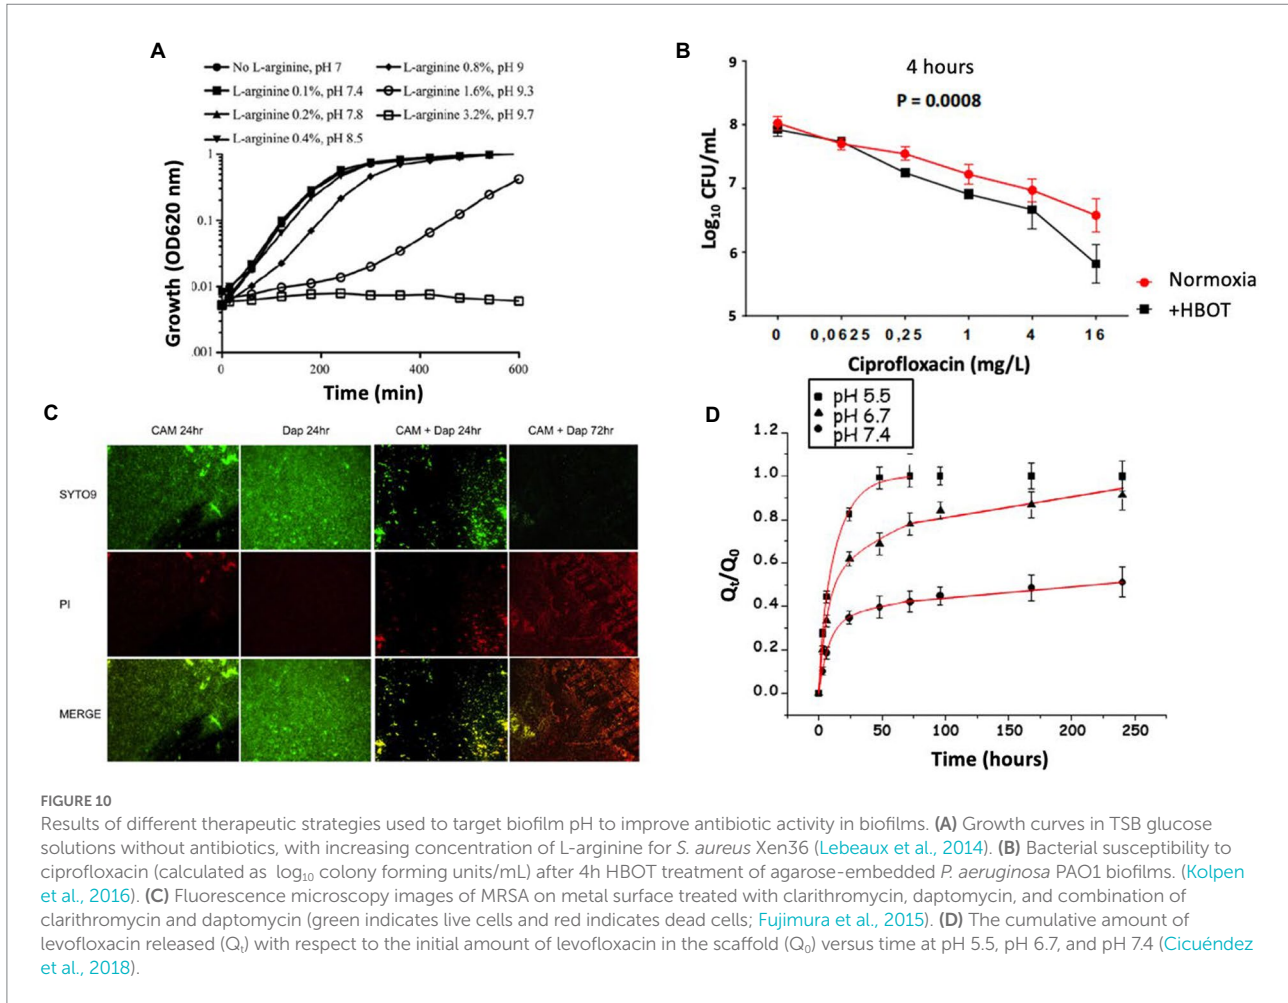 A
No L-arginine, pH 7
L-arginine 0.8%, pH 9
L-arginine 0.1%, pH 7.4
L-arginine 1.6%, pH 9.3
L-arginine 0.2%, pH 7.8
L-arginine 3.2%, pH 9.7
L-arginine 0.4%, pH 8.5
Growth (OD620 nm)
1
0.1
0.01
.001
0
200
400
600
Time (min)
B
4 hours
P = 0.0008
Log10 CFU/mL
9
8
7
6
5
0
0,0625
0,25
1
4
16
Ciprofloxacin (mg/L)
Normoxia
+HBOT
C
CAM 24hr
Dap 24hr
CAM + Dap 24hr
CAM + Dap 72hr
SYTO9
PI
MERGE
D
pH 5.5
pH 6.7
pH 7.4
Qt/Q0
1.2
1.0
0.8
0.6
0.4
0.2
0.0
0
50
100
150
200
250
Time (hours)
FIGURE 10
Results of different therapeutic strategies used to target biofilm pH to improve antibiotic activity in biofilms. (A) Growth curves in TSB glucose
solutions without antibiotics, with increasing concentration of L-arginine for S. aureus Xen36 (Lebeaux et al., 2014). (B) Bacterial susceptibility to
ciprofloxacin (calculated as log10 colony forming units/mL) after 4h HBOT treatment of agarose-embedded P. aeruginosa PAO1 biofilms. (Kolpen
et al., 2016). (C) Fluorescence microscopy images of MRSA on metal surface treated with clarithromycin, daptomycin, and combination of
clarithromycin and daptomycin (green indicates live cells and red indicates dead cells; Fujimura et al., 2015). (D) The cumulative amount of
levofloxacin released (Qt) with respect to the initial amount of levofloxacin in the scaffold (Q0) versus time at pH 5.5, pH 6.7, and pH 7.4 (Cicuéndez
et al., 2018).